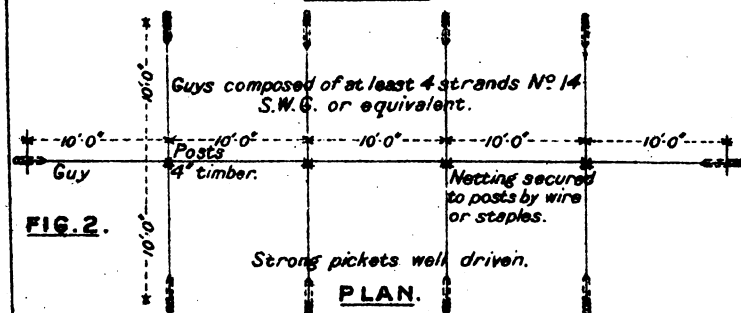 10'·0"
Guys composed of at least 4 strands Nº 14
S.W.G. or equivalent.
10'·0" 10'·0" 10'·0" 10'·0" 10'·0"
Guy
Posts
4" timber.
Netting secured
to posts by wire
or staples.
FIG.2.
10'·0"
Strong pickets well driven.
PLAN.